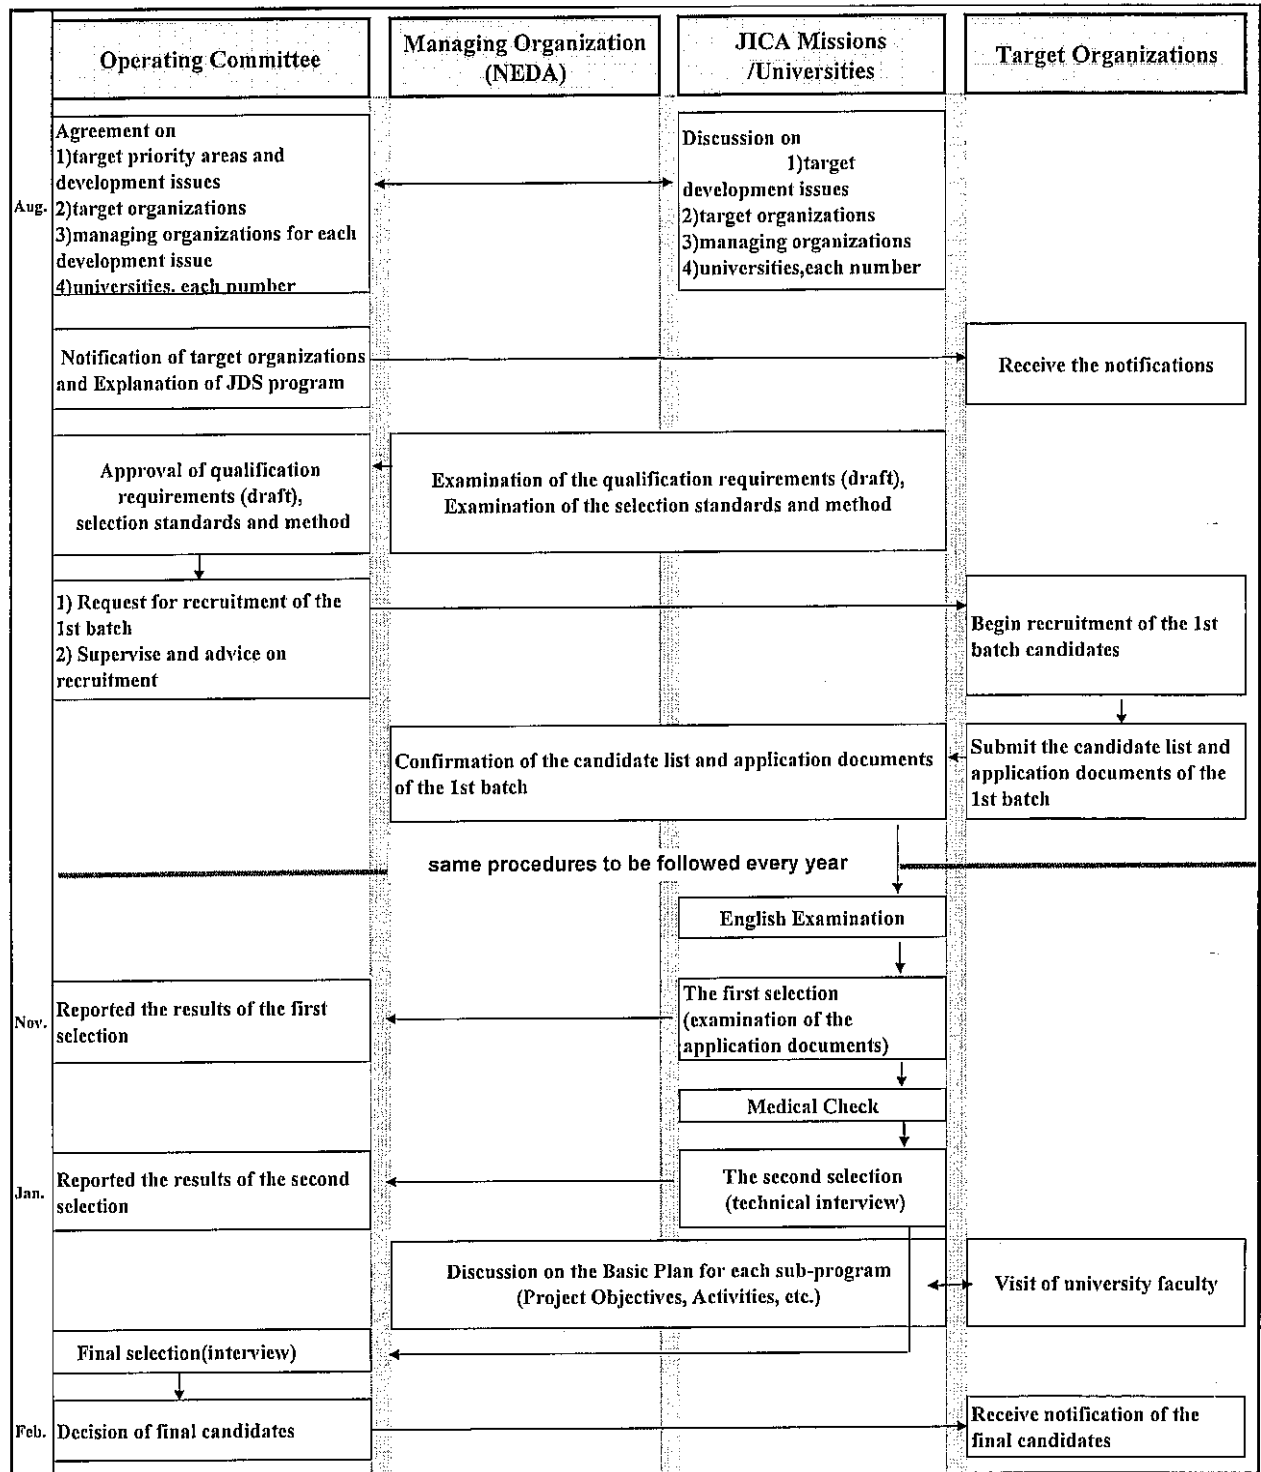 Operating Committee
Managing Organization
(NEDA)
JICA Missions
/Universities
Target Organizations
Aug.
Agreement on
1)target priority areas and
development issues
2)target organizations
3)managing organizations for each
development issue
4)universities. each number
Discussion on
1)target
development issues
2)target organizations
3)managing organizations
4)universities,each number
Notification of target organizations
and Explanation of JDS program
Receive the notifications
Approval of qualification
requirements (draft),
selection standards and method
Examination of the qualification requirements (draft),
Examination of the selection standards and method
1) Request for recruitment of the
1st batch
2) Supervise and advice on
recruitment
Begin recruitment of the 1st
batch candidates
Confirmation of the candidate list and application documents
of the 1st batch
Submit the candidate list and
application documents of the
1st batch
same procedures to be followed every year
English Examination
Nov.
Reported the results of the first
selection
The first selection
(examination of the
application documents)
Medical Check
Jan.
Reported the results of the second
selection
The second selection
(technical interview)
Discussion on the Basic Plan for each sub-program
(Project Objectives, Activities, etc.)
Visit of university faculty
Final selection(interview)
Feb.
Decision of final candidates
Receive notification of the
final candidates